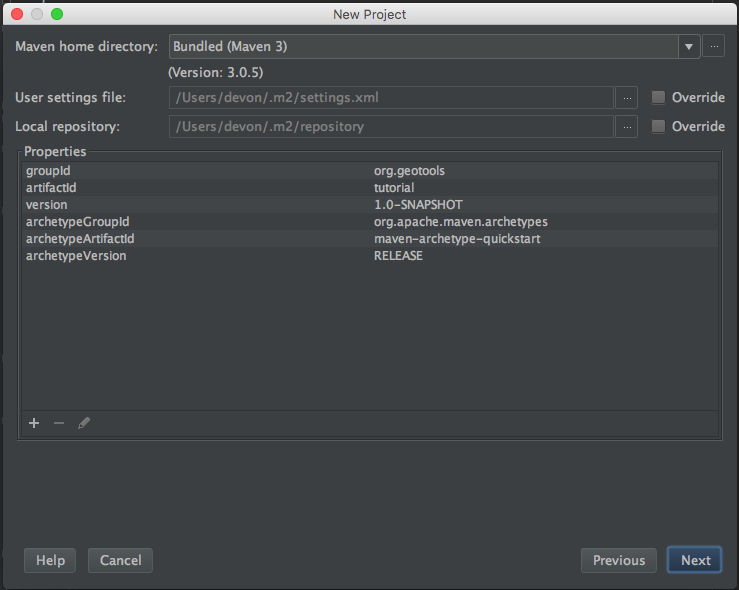 New Project
Maven home directory: Bundled (Maven 3) ...
(Version: 3.0.5)
User settings file: /Users/devon/.m2/settings.xml ... Override
Local repository: /Users/devon/.m2/repository ... Override
Properties
groupId org.geotools
artifactId tutorial
version 1.0-SNAPSHOT
archetypeGroupId org.apache.maven.archetypes
archetypeArtifactId maven-archetype-quickstart
archetypeVersion RELEASE
Help Cancel Previous Next